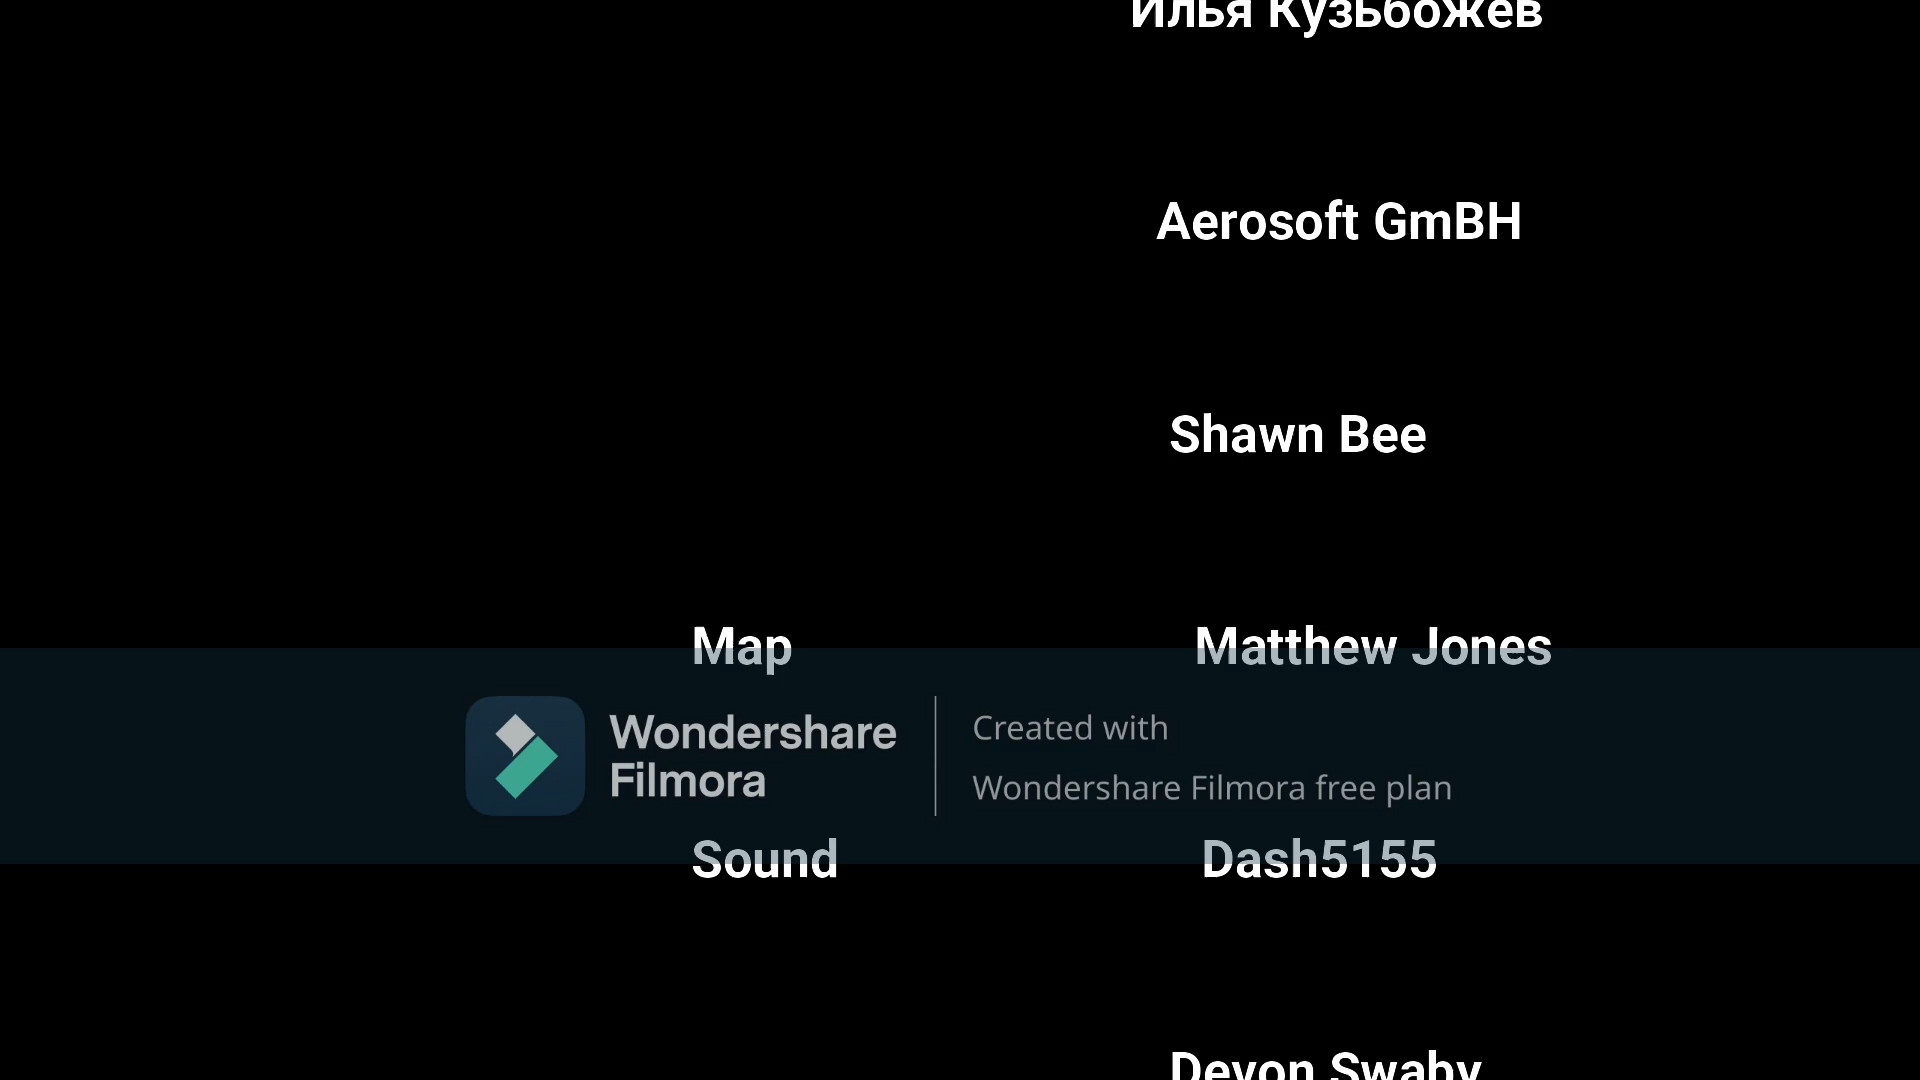 Илья Кузьбожев
Aerosoft GmBH
Shawn Bee
Map Matthew Jones
Wondershare
Filmora
Created with
Wondershare Filmora free plan
Sound Dash5155
Devon Swaby